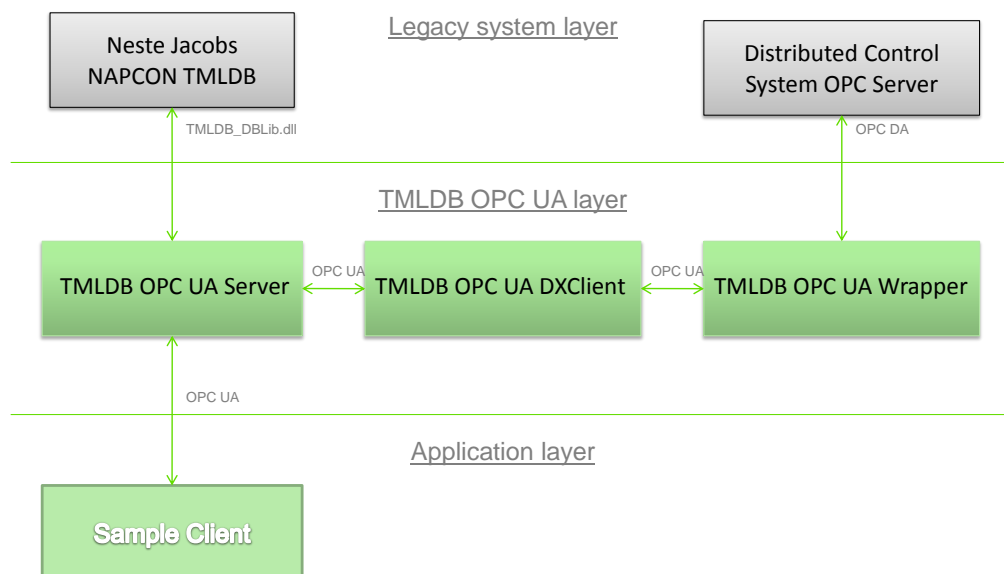 Legacy system layer
Neste Jacobs
NAPCON TMLDB
Distributed Control
System OPC Server
TMLDB_DBLib.dll
OPC DA
TMLDB OPC UA layer
TMLDB OPC UA Server
OPC UA
TMLDB OPC UA DXClient
OPC UA
TMLDB OPC UA Wrapper
OPC UA
Application layer
Sample Client